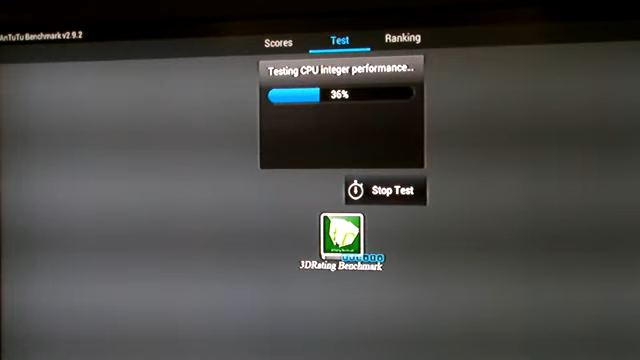 AnTuTu Benchmark v2.9.2
Scores
Test
Ranking
Testing CPU integer performance...
36%
Stop Test
3DRating Benchmark